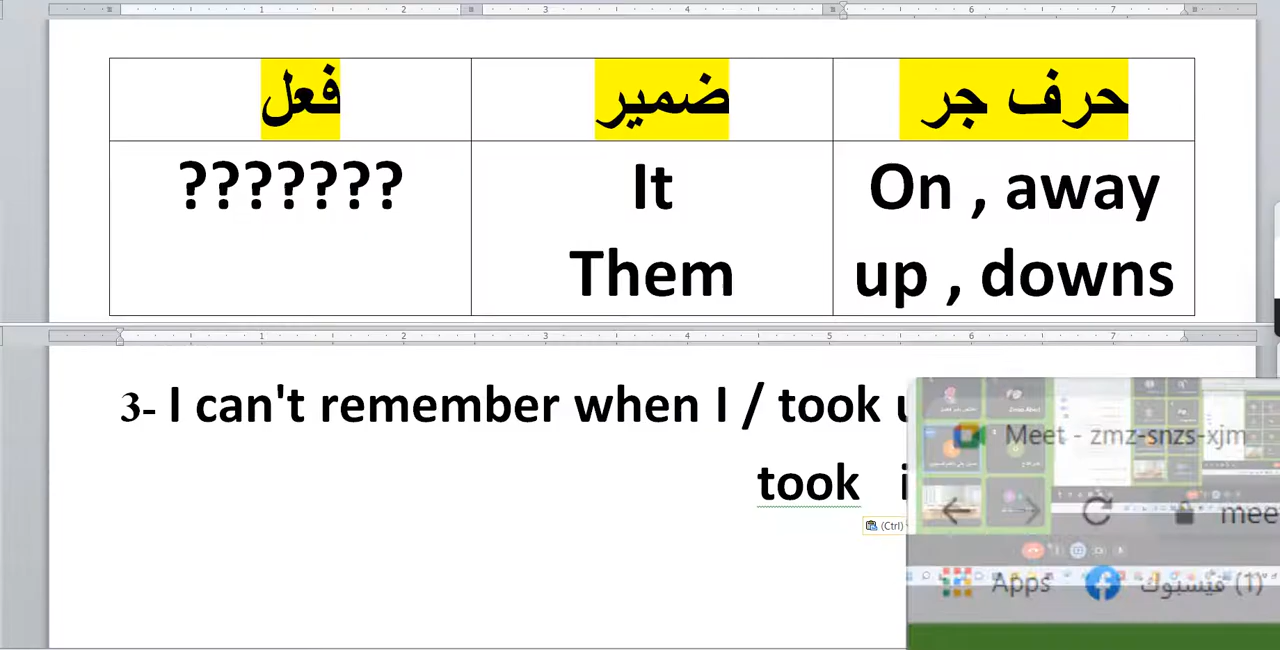 فعل ضمير حرف جر
??????? It On , away
Them up , downs
3- I can't remember when I / took
took
(Ctrl)
Meet - zmz-snzs-xjm
Apps فيسبوك (1)